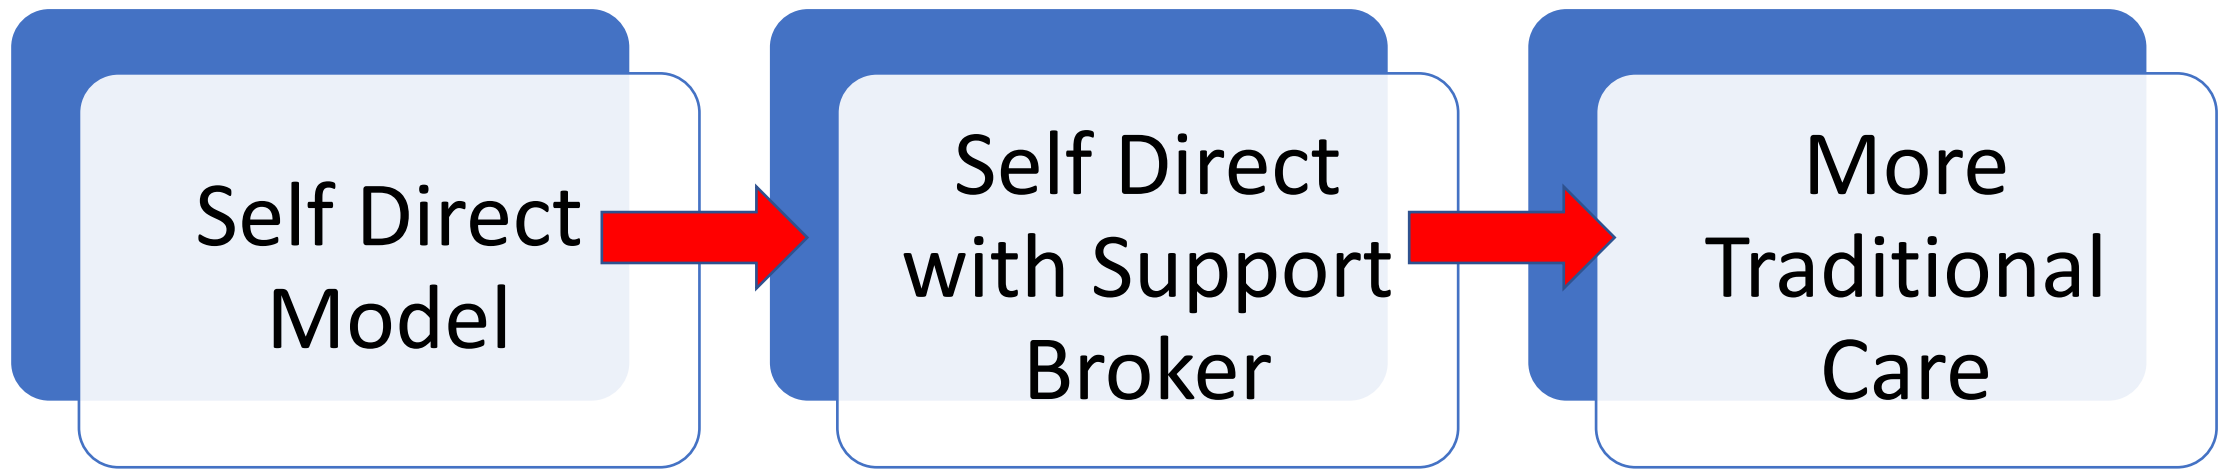 Self Direct
Model
Self Direct
with Support
Broker
More
Traditional
Care